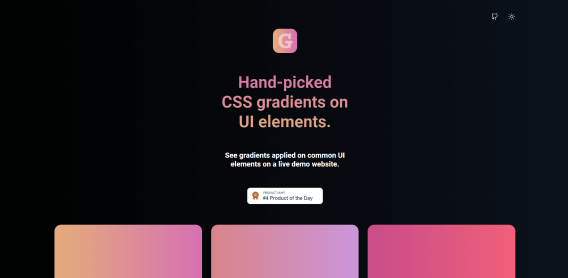 G
Hand-picked
CSS gradients on
UI elements.
See gradients applied on common UI
elements on a live demo website.
PRODUCT HUNT
#4 Product of the Day